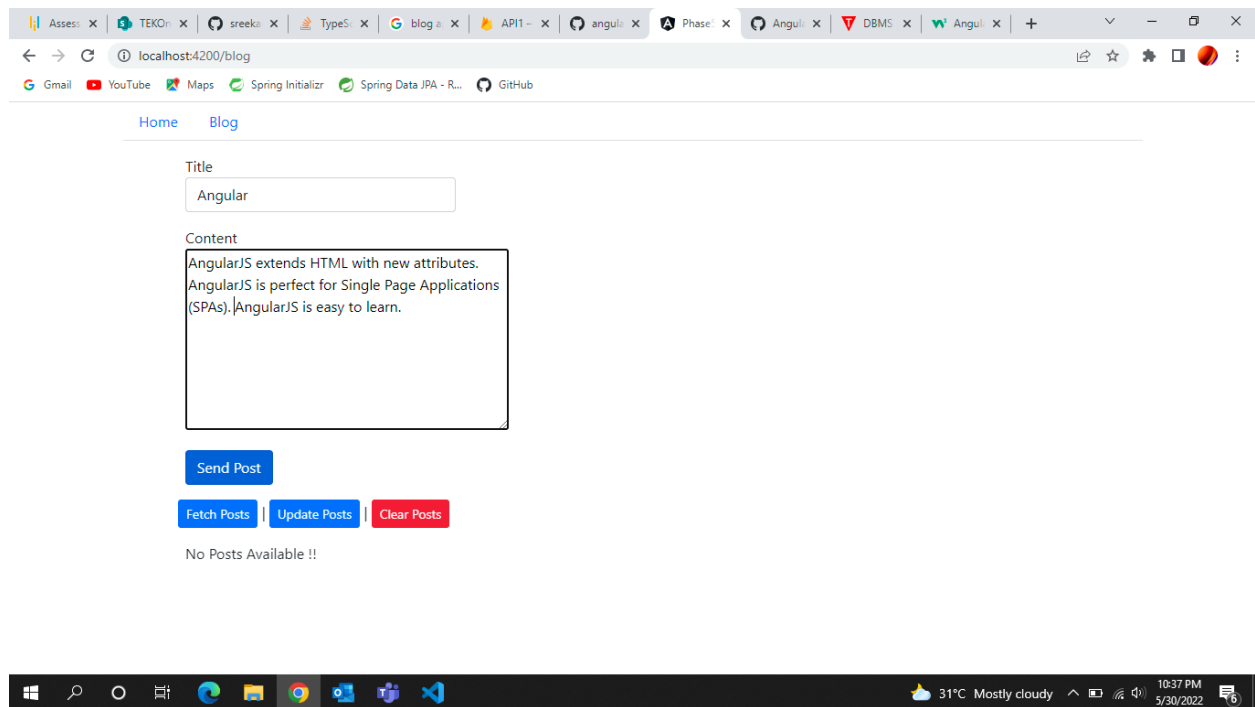 Assess
TEKOn
sreeka
TypeSc
blog a
API1 –
angula
Phase
Angula
DBMS
Angula
localhost:4200/blog
Gmail YouTube Maps Spring Initializr Spring Data JPA - R... GitHub
Home Blog
Title
Angular
Content
AngularJS extends HTML with new attributes.
AngularJS is perfect for Single Page Applications
(SPAs). AngularJS is easy to learn.
Send Post
Fetch Posts | Update Posts | Clear Posts
No Posts Available !!
31°C Mostly cloudy
10:37 PM
5/30/2022
6